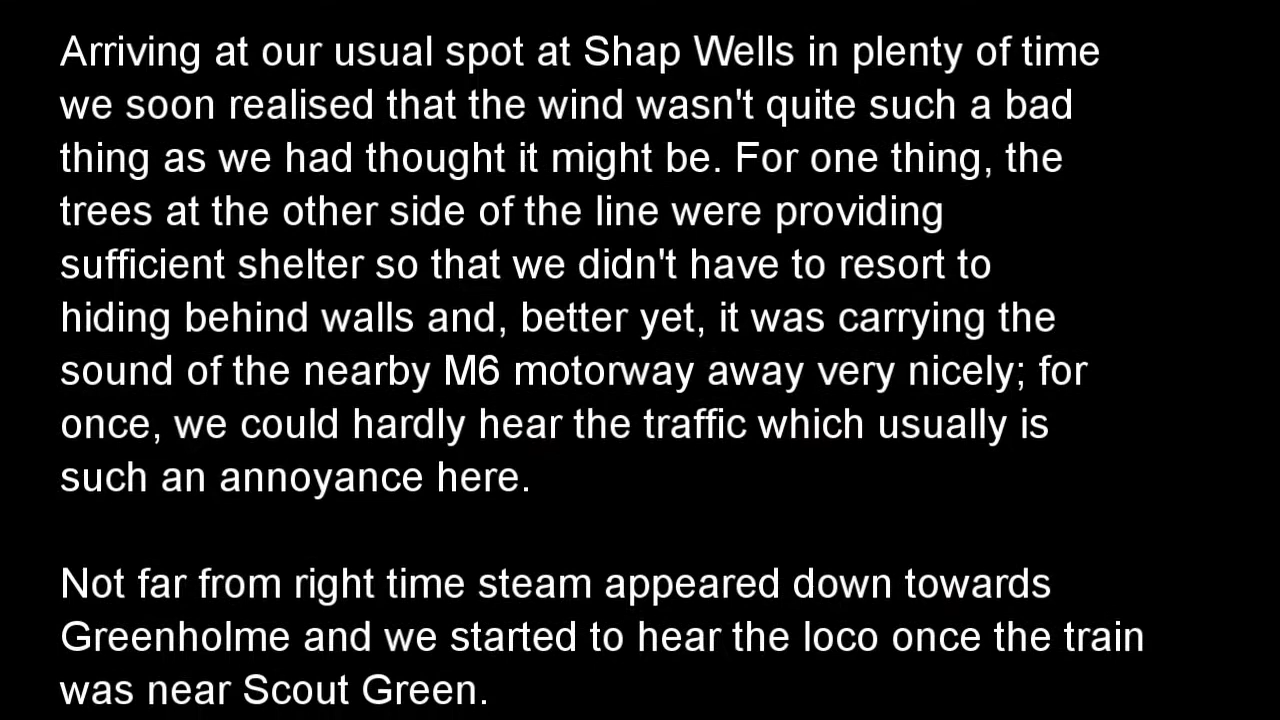 Arriving at our usual spot at Shap Wells in plenty of time
we soon realised that the wind wasn't quite such a bad
thing as we had thought it might be. For one thing, the
trees at the other side of the line were providing
sufficient shelter so that we didn't have to resort to
hiding behind walls and, better yet, it was carrying the
sound of the nearby M6 motorway away very nicely; for
once, we could hardly hear the traffic which usually is
such an annoyance here.

Not far from right time steam appeared down towards
Greenholme and we started to hear the loco once the train
was near Scout Green.